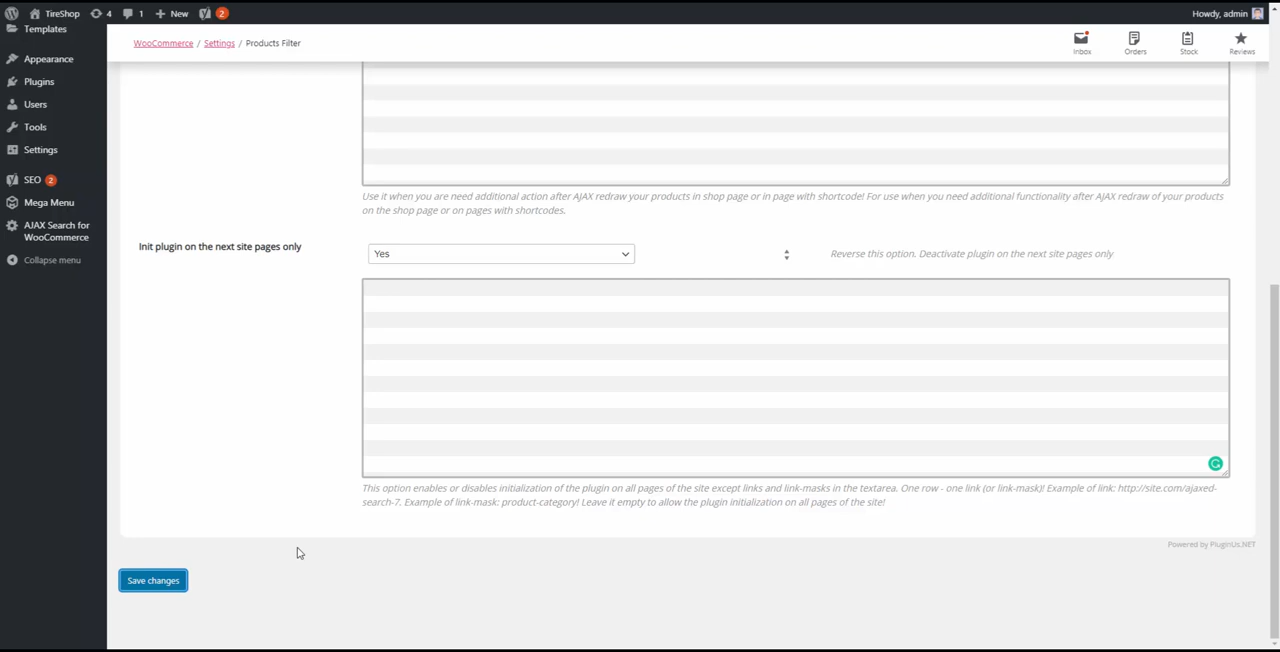 TireShop 4 1 New 2 Howdy, admin
Templates
WooCommerce / Settings / Products Filter
Inbox Orders Stock Reviews
Appearance
Plugins
Users
Tools
Settings
SEO 2
Mega Menu
AJAX Search for
WooCommerce
Collapse menu
Use it when you are need additional action after AJAX redraw your products in shop page or in page with shortcode! For use when you need additional functionality after AJAX redraw of your products
on the shop page or on pages with shortcodes.
Init plugin on the next site pages only
Yes
Reverse this option. Deactivate plugin on the next site pages only
This option enables or disables initialization of the plugin on all pages of the site except links and link-masks in the textarea. One row - one link (or link-mask)! Example of link: http://site.com/ajaxed-
search-7. Example of link-mask: product-category! Leave it empty to allow the plugin initialization on all pages of the site!
Powered by PluginUs.NET
Save changes